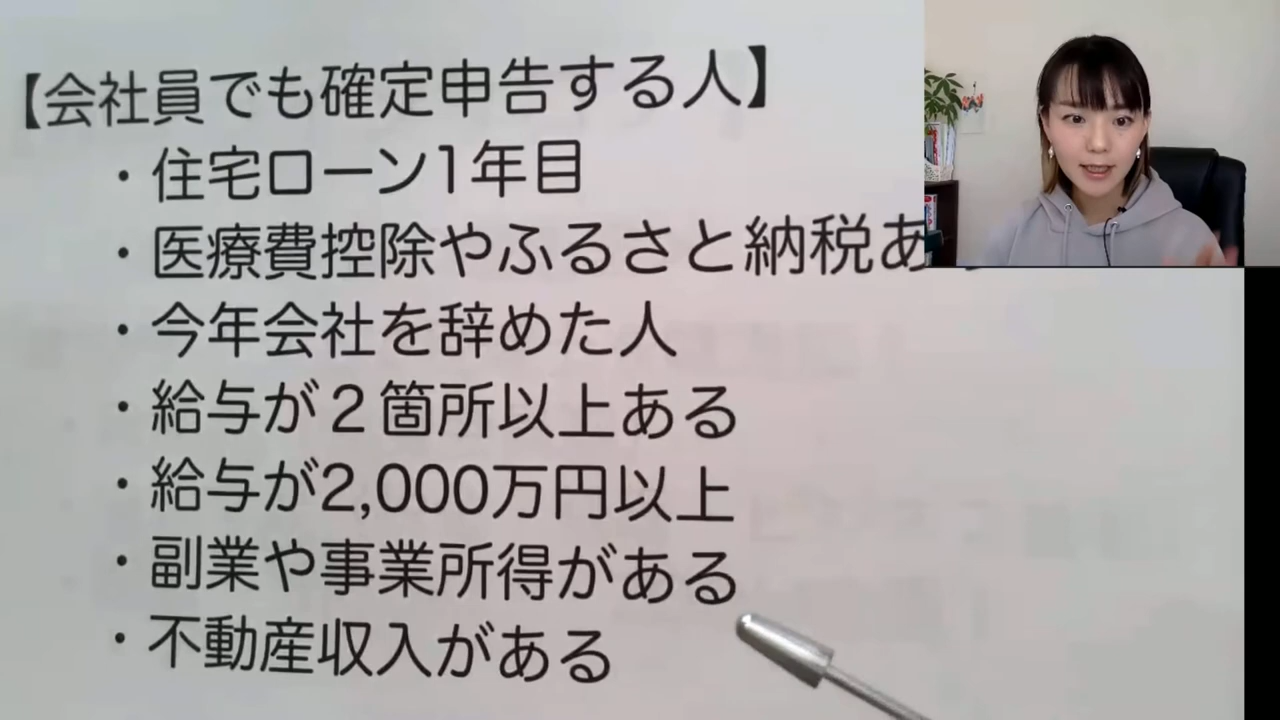 【会社員でも確定申告する人】
・住宅ローン1年目
・医療費控除やふるさと納税あ
・今年会社を辞めた人
・給与が2箇所以上ある
・給与が2,000万円以上
・副業や事業所得がある
・不動産収入がある